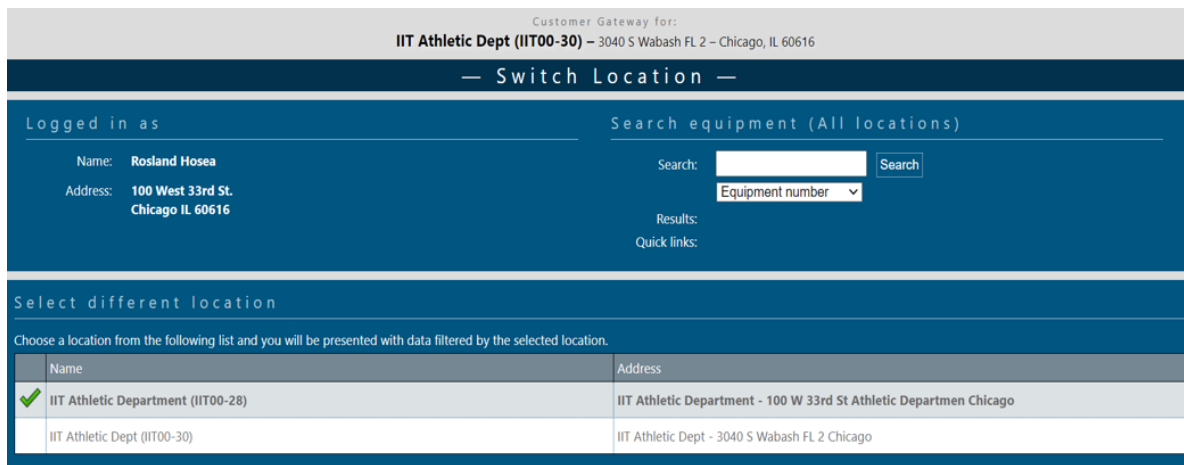 Customer Gateway for:
IIT Athletic Dept (IIT00-30) – 3040 S Wabash FL 2 – Chicago, IL 60616
— Switch Location —
Logged in as
Name: Rosland Hosea
Address: 100 West 33rd St.
Chicago IL 60616
Search equipment (All locations)
Search: Search
Equipment number
Results:
Quick links:
Select different location
Choose a location from the following list and you will be presented with data filtered by the selected location.
Name Address
IIT Athletic Department (IIT00-28) IIT Athletic Department - 100 W 33rd St Athletic Departmen Chicago
IIT Athletic Dept (IIT00-30) IIT Athletic Dept - 3040 S Wabash FL 2 Chicago